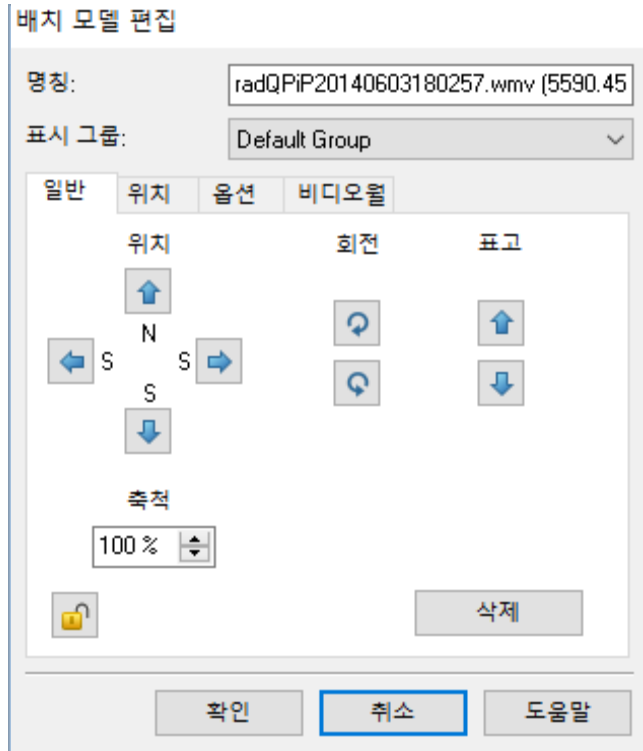 배치 모델 편집
명칭: radQPiP20140603180257.wmv (5590.45
표시 그룹: Default Group
일반 위치 옵션 비디오월
위치 회전 표고
N
S S
S
축척
100 %
삭제
확인 취소 도움말